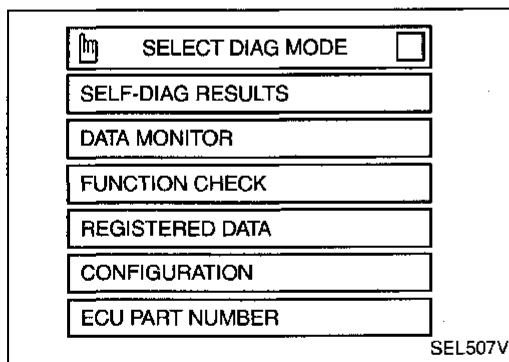 SELECT DIAG MODE
SELF-DIAG RESULTS
DATA MONITOR
FUNCTION CHECK
REGISTERED DATA
CONFIGURATION
ECU PART NUMBER
SEL507V